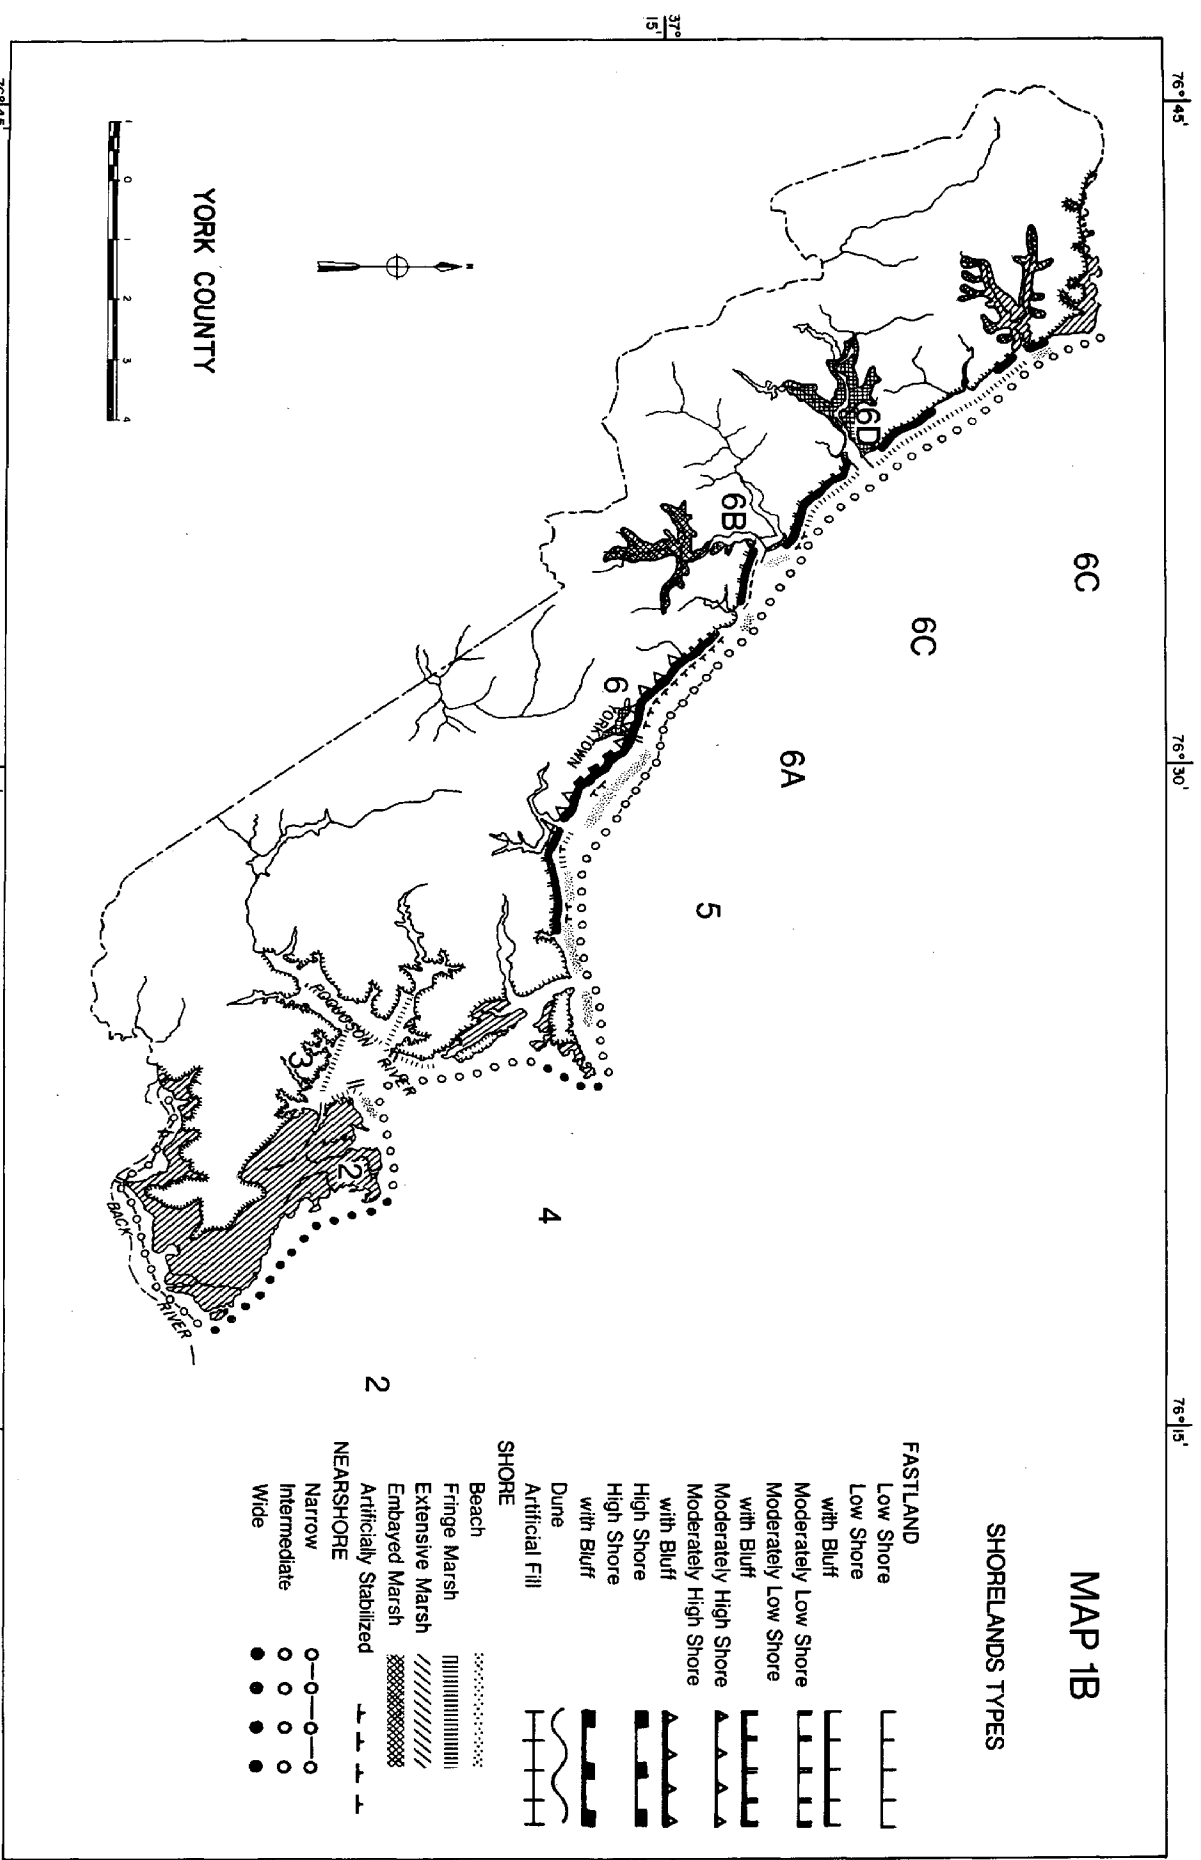 MAP 1B
SHORELANDS TYPES
FASTLAND
Low Shore
Low Shore
with Bluff
Moderately Low Shore
Moderately Low Shore
with Bluff
Moderately High Shore
Moderately High Shore
with Bluff
High Shore
High Shore
with Bluff
Dune
Artificial Fill
SHORE
Beach
Fringe Marsh
Extensive Marsh
Embayed Marsh
Artificially Stabilized
NEARSHORE
Narrow
Intermediate
Wide
76° 45'
76° 30'
76° 15'
37°
15'
76° 45'
6C
6C
6D
6B
6A
6
YORKTOWN
5
4
POQUOSON RIVER
3
2
2
BACK RIVER
N
YORK COUNTY
1 0 1 2 3 4